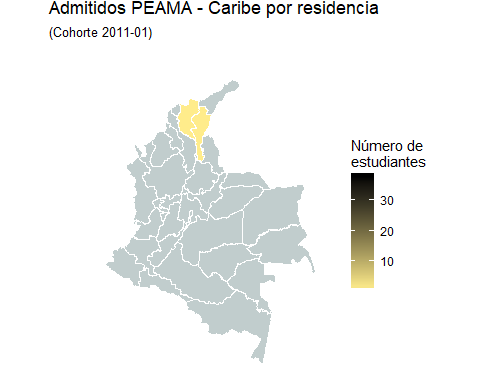 Admitidos PEAMA - Caribe por residencia
(Cohorte 2011-01)
Número de
estudiantes
30
20
10